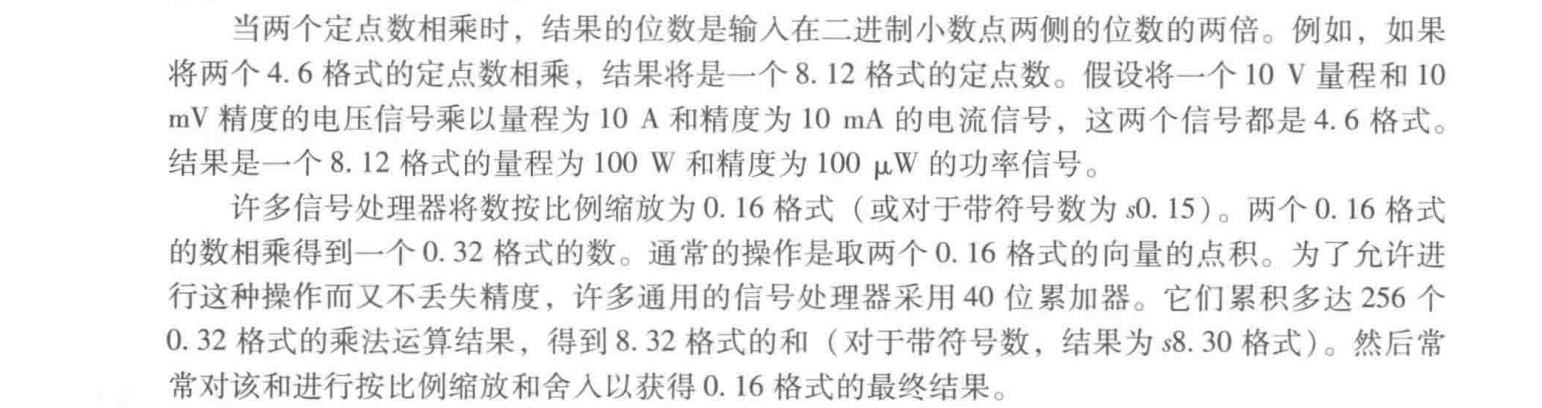 当两个定点数相乘时，结果的位数是输入在二进制小数点两侧的位数的两倍。例如，如果
将两个 4.6 格式的定点数相乘，结果将是一个 8.12 格式的定点数。假设将一个 10 V 量程和 10
mV 精度的电压信号乘以量程为 10 A 和精度为 10 mA 的电流信号，这两个信号都是 4.6 格式。
结果是一个 8.12 格式的量程为 100 W 和精度为 100 μW 的功率信号。
许多信号处理器将数按比例缩放为 0.16 格式（或对于带符号数为 s0.15）。两个 0.16 格式
的数相乘得到一个 0.32 格式的数。通常的操作是取两个 0.16 格式的向量的点积。为了允许进
行这种操作而又不丢失精度，许多通用的信号处理器采用 40 位累加器。它们累积多达 256 个
0.32 格式的乘法运算结果，得到 8.32 格式的和（对于带符号数，结果为 s8.30 格式）。然后常
常对该和进行按比例缩放和舍入以获得 0.16 格式的最终结果。